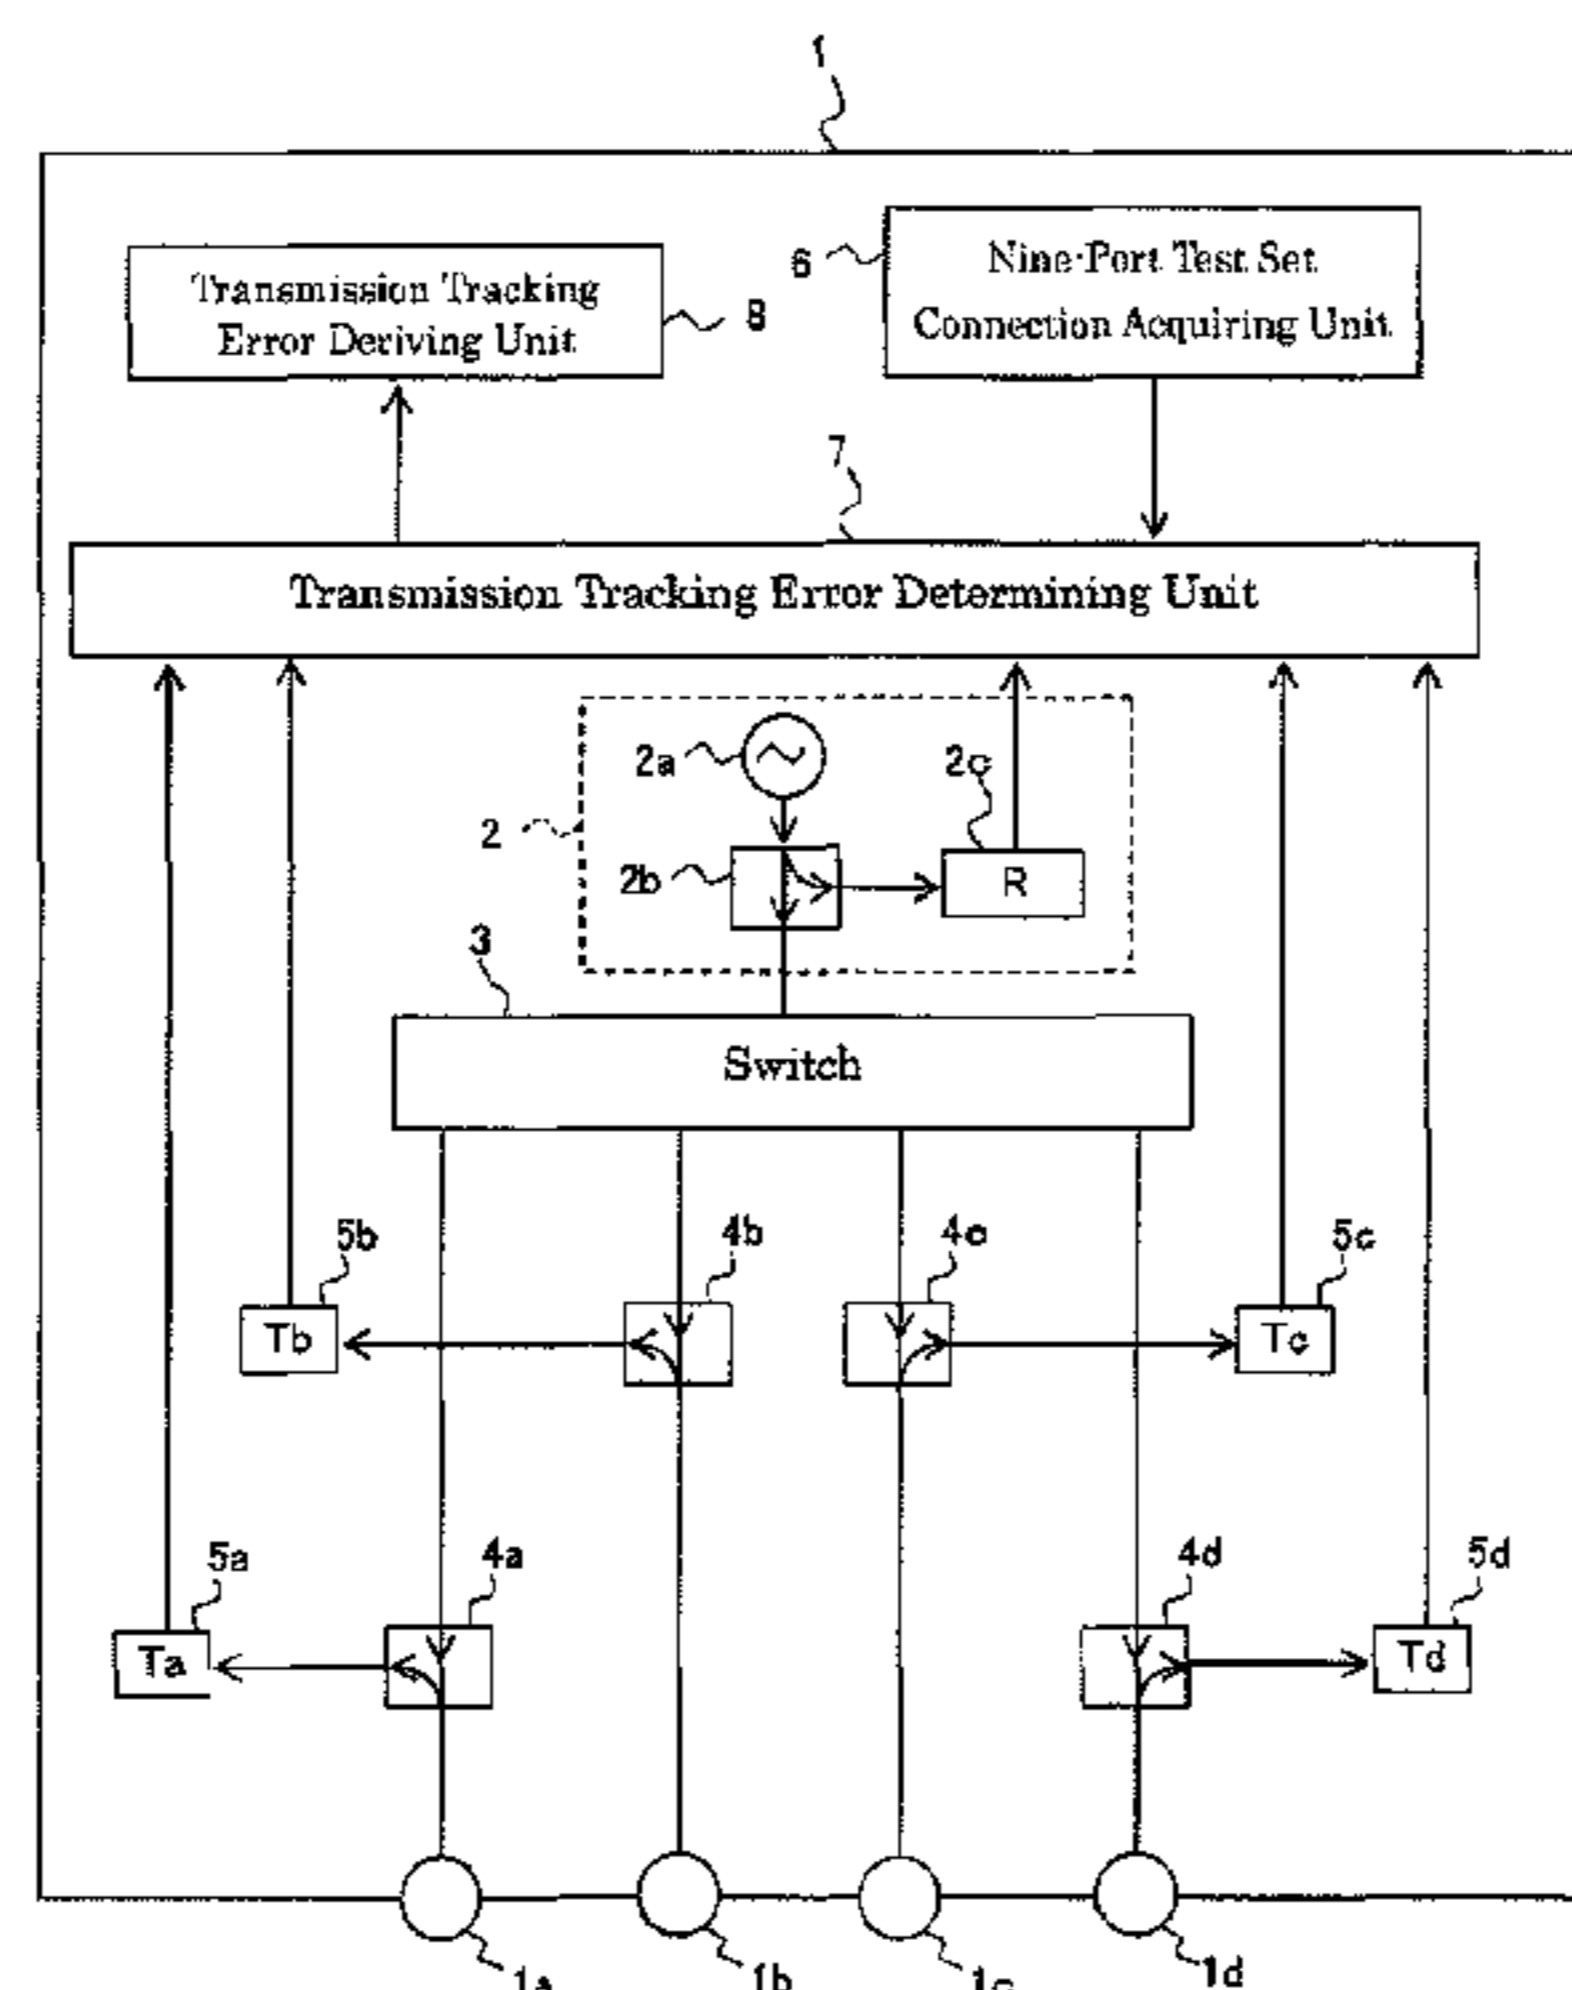 1
Nine-Port Test Set
Connection Acquiring Unit
6
Transmission Tracking
Error Deriving Unit
8
7
Transmission Tracking Error Determining Unit
2a
2c
2
2b
R
3
Switch
5b
4b
4c
5c
Tb
Tc
5a
4a
4d
5d
Ta
Td
1a
1b
1c
1d